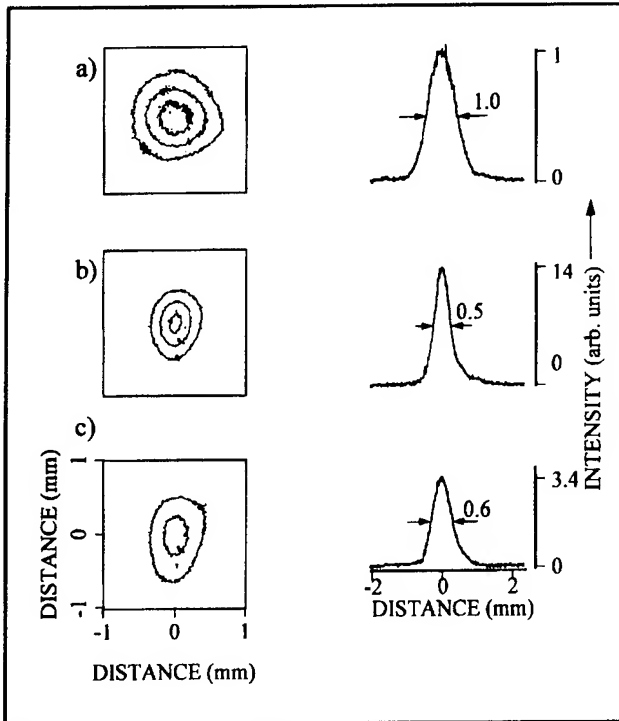 a)
1
1.0
0
b)
14
0.5
0
c)
1
0
-1
-1 0 1
DISTANCE (mm)
DISTANCE (mm)
3.4
0.6
0
-2 0 2
DISTANCE (mm)
INTENSITY (arb. units)